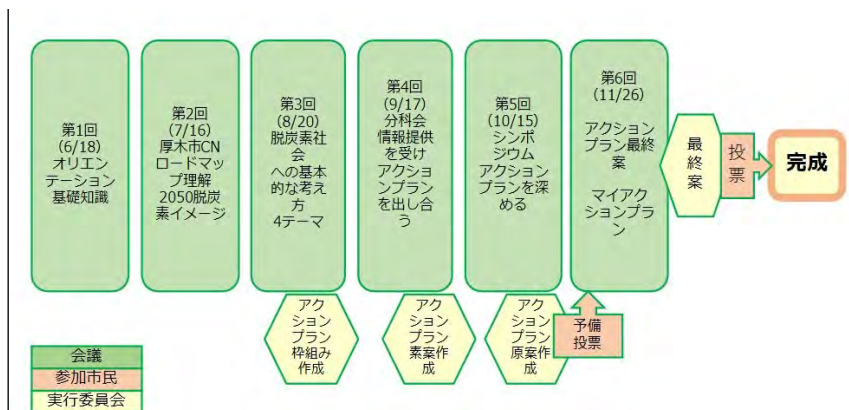 第1回
(6/18)
オリエン
テーション
基礎知識
第2回
(7/16)
厚木市CN
ロードマッ
プ理解
2050脱炭
素イメージ
第3回
(8/20)
脱炭素社
会
への基本
的な考え
方
4テーマ
第4回
(9/17)
分科会
情報提供
を受け
アクショ
ンプラン
を出し合
う
第5回
(10/15)
シンポ
ジウム
アクション
プランを深
める
第6回
(11/26)
アクション
プラン最終
案
マイアク
ションプラ
ン
最
終
案
投
票
完成
アク
ション
プラン
枠組み
作成
アク
ション
プラン
素案作
成
アク
ション
プラン
原案作
成
予備
投票
会議
参加市民
実行委員会